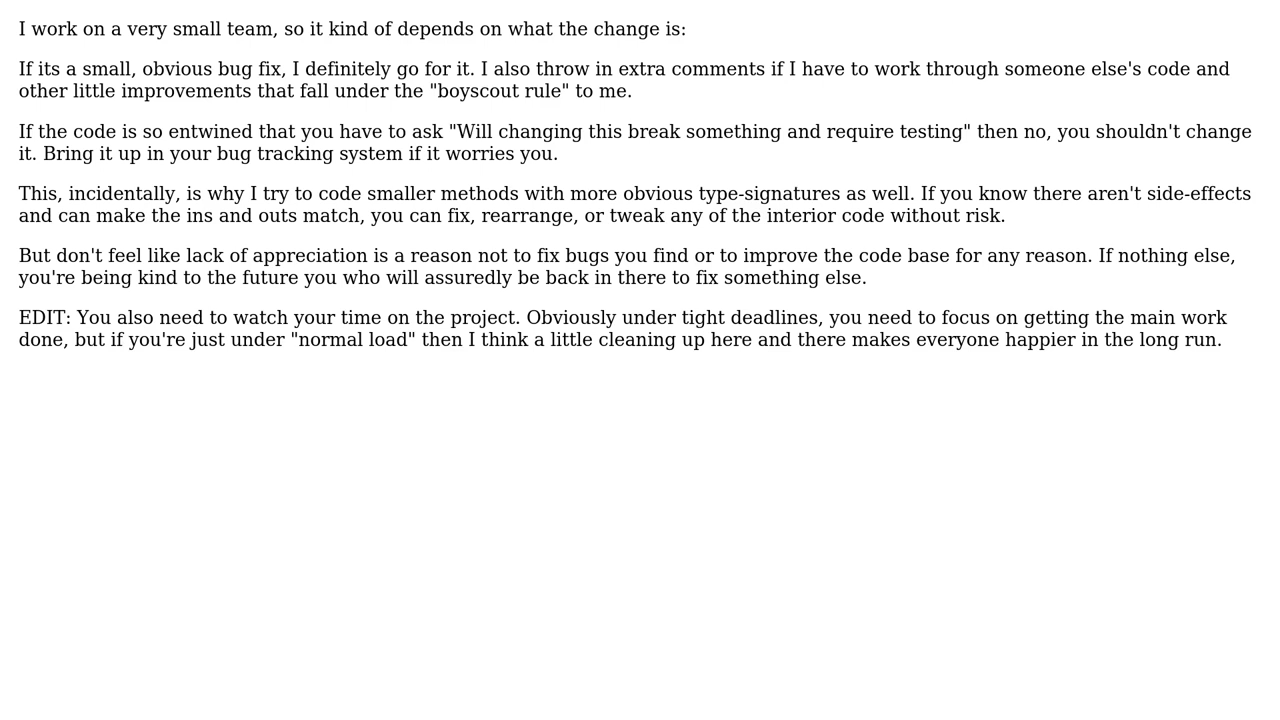 I work on a very small team, so it kind of depends on what the change is:
If its a small, obvious bug fix, I definitely go for it. I also throw in extra comments if I have to work through someone else's code and
other little improvements that fall under the "boyscout rule" to me.
If the code is so entwined that you have to ask "Will changing this break something and require testing" then no, you shouldn't change
it. Bring it up in your bug tracking system if it worries you.
This, incidentally, is why I try to code smaller methods with more obvious type-signatures as well. If you know there aren't side-effects
and can make the ins and outs match, you can fix, rearrange, or tweak any of the interior code without risk.
But don't feel like lack of appreciation is a reason not to fix bugs you find or to improve the code base for any reason. If nothing else,
you're being kind to the future you who will assuredly be back in there to fix something else.
EDIT: You also need to watch your time on the project. Obviously under tight deadlines, you need to focus on getting the main work
done, but if you're just under "normal load" then I think a little cleaning up here and there makes everyone happier in the long run.